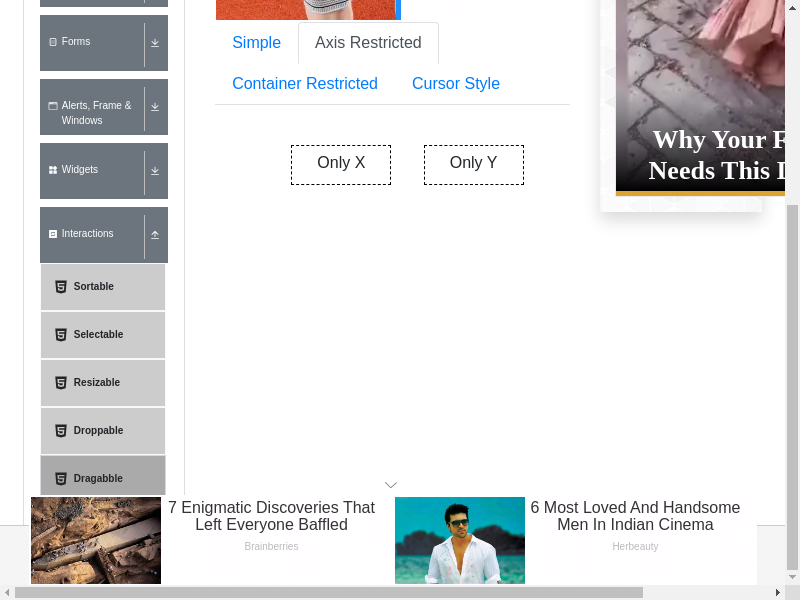 Forms
Alerts, Frame &
Windows
Widgets
Interactions
Sortable
Selectable
Resizable
Droppable
Dragabble
Simple
Axis Restricted
Container Restricted
Cursor Style
Only X
Only Y
Why Your F
Needs This
7 Enigmatic Discoveries That
Left Everyone Baffled
Brainberries
6 Most Loved And Handsome
Men In Indian Cinema
Herbeauty